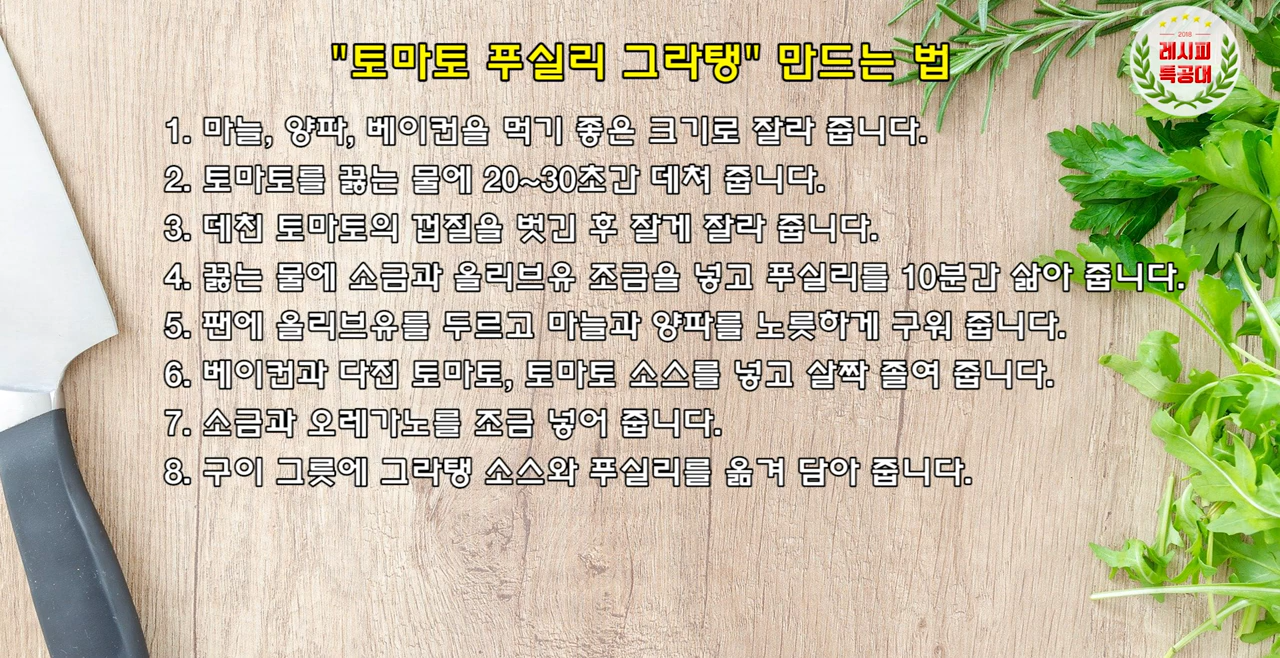 "토마토 푸실리 그라탱" 만드는 법
2018
레시피
특공대
1. 마늘, 양파, 베이컨을 먹기 좋은 크기로 잘라 줍니다.
2. 토마토를 끓는 물에 20~30초간 데쳐 줍니다.
3. 데친 토마토의 껍질을 벗긴 후 잘게 잘라 줍니다.
4. 끓는 물에 소금과 올리브유 조금을 넣고 푸실리를 10분간 삶아 줍니다.
5. 팬에 올리브유를 두르고 마늘과 양파를 노릇하게 구워 줍니다.
6. 베이컨과 다진 토마토, 토마토 소스를 넣고 살짝 졸여 줍니다.
7. 소금과 오레가노를 조금 넣어 줍니다.
8. 구이 그릇에 그라탱 소스와 푸실리를 옮겨 담아 줍니다.